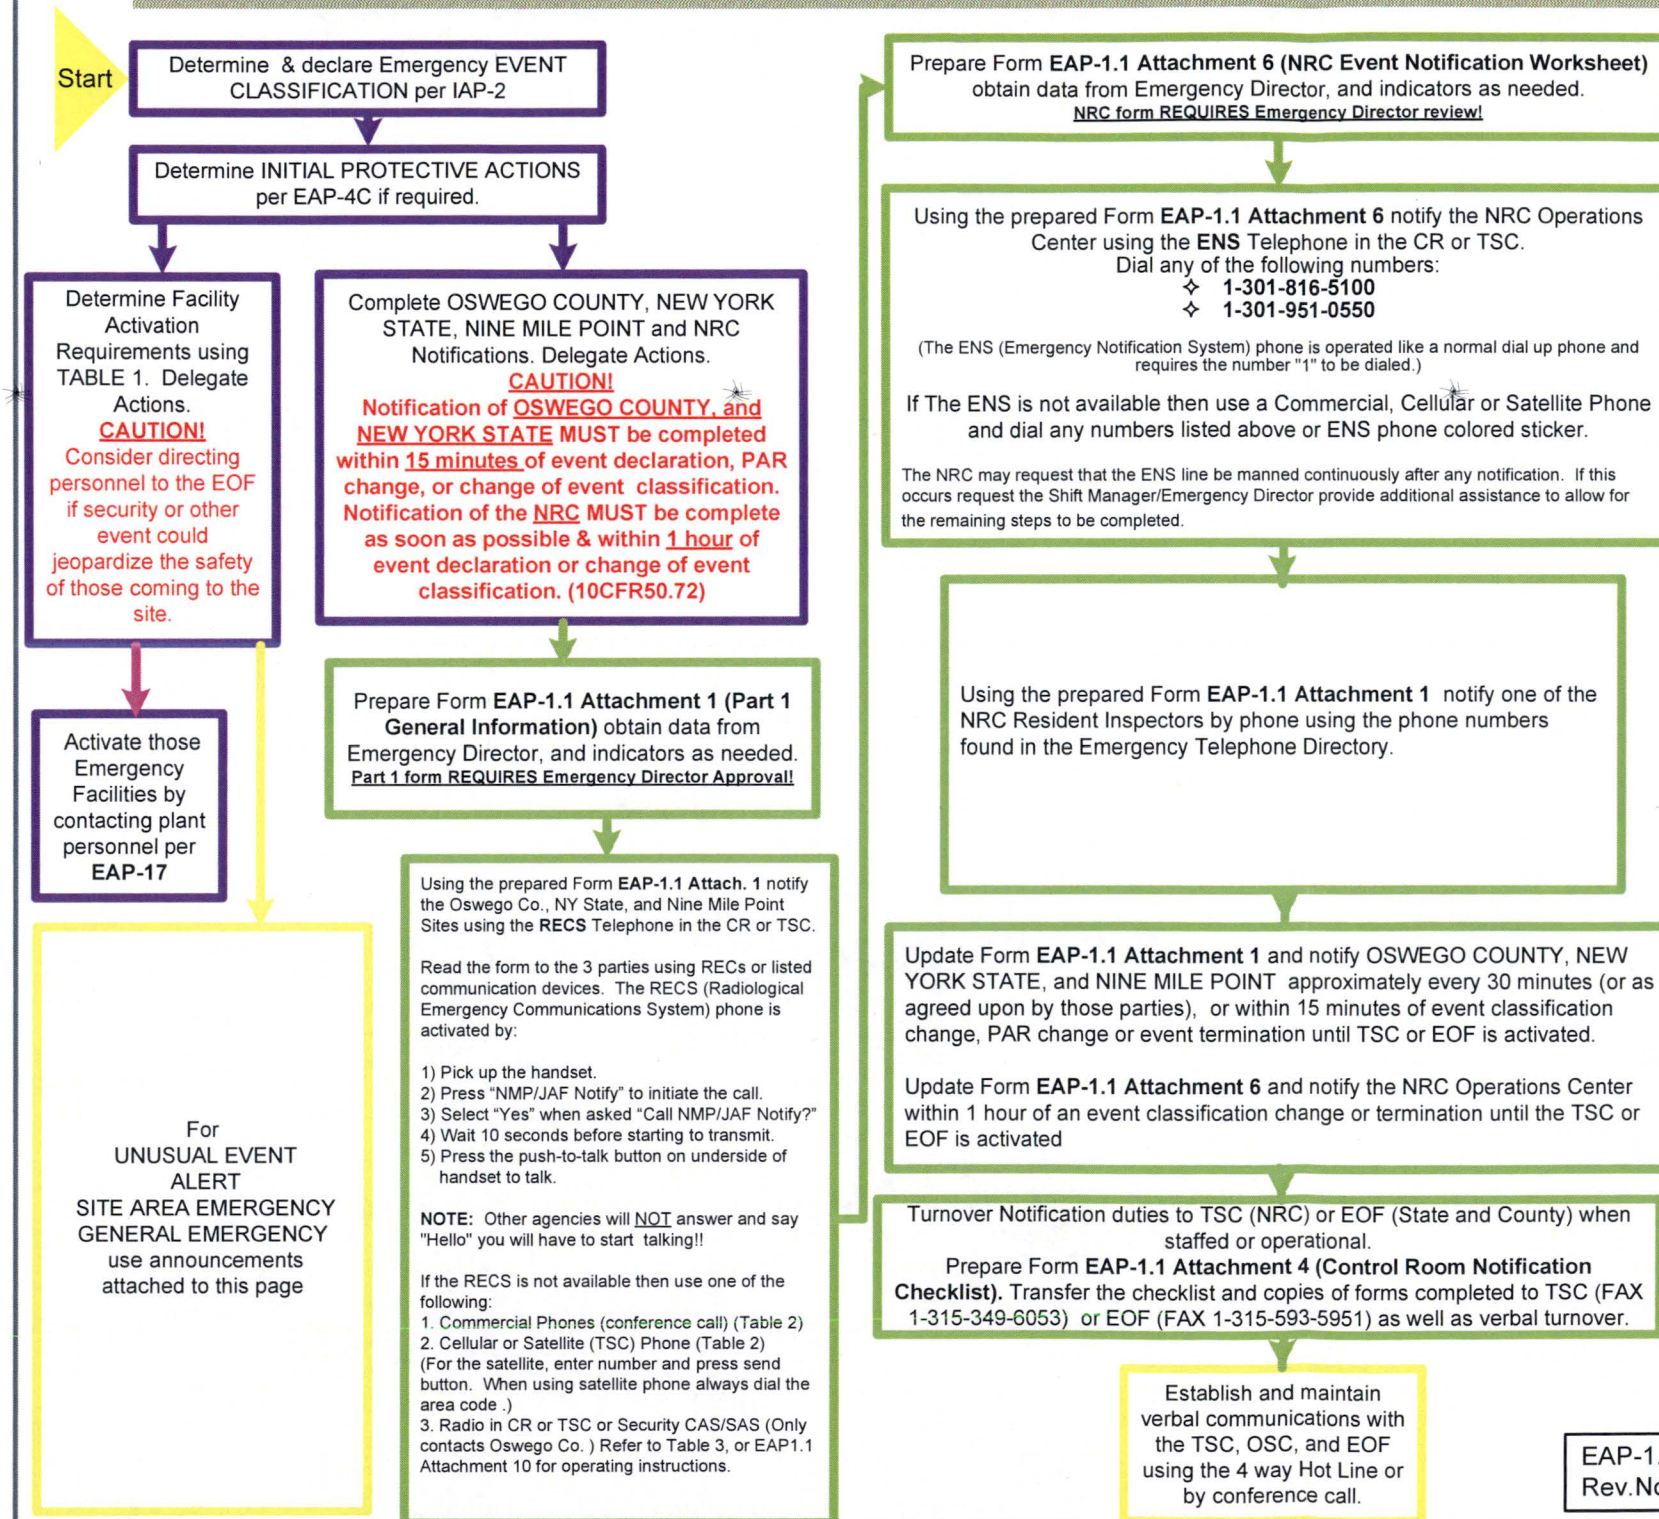 Start
Determine & declare Emergency EVENT
CLASSIFICATION per IAP-2
Determine INITIAL PROTECTIVE ACTIONS
per EAP-4C if required.
Determine Facility
Activation
Requirements using
TABLE 1. Delegate
Actions.
CAUTION!
Consider directing
personnel to the EOF
if security or other
event could
jeopardize the safety
of those coming to the
site.
Activate those
Emergency
Facilities by
contacting plant
personnel per
EAP-17
For
UNUSUAL EVENT
ALERT
SITE AREA EMERGENCY
GENERAL EMERGENCY
use announcements
attached to this page
Complete OSWEGO COUNTY, NEW YORK
STATE, NINE MILE POINT and NRC
Notifications. Delegate Actions.
CAUTION!
Notification of OSWEGO COUNTY, and
NEW YORK STATE MUST be completed
within 15 minutes of event declaration, PAR
change, or change of event classification.
Notification of the NRC MUST be complete
as soon as possible & within 1 hour of
event declaration or change of event
classification. (10CFR50.72)
Prepare Form EAP-1.1 Attachment 1 (Part 1
General Information) obtain data from
Emergency Director, and indicators as needed.
Part 1 form REQUIRES Emergency Director Approval!
Using the prepared Form EAP-1.1 Attach. 1 notify
the Oswego Co., NY State, and Nine Mile Point
Sites using the RECS Telephone in the CR or TSC.
Read the form to the 3 parties using RECs or listed
communication devices. The RECS (Radiological
Emergency Communications System) phone is
activated by:
1) Pick up the handset.
2) Press “NMP/JAF Notify” to initiate the call.
3) Select “Yes” when asked “Call NMP/JAF Notify?”
4) Wait 10 seconds before starting to transmit.
5) Press the push-to-talk button on underside of
handset to talk.
NOTE: Other agencies will NOT answer and say
"Hello" you will have to start talking!!
If the RECS is not available then use one of the
following:
1. Commercial Phones (conference call) (Table 2)
2. Cellular or Satellite (TSC) Phone (Table 2)
(For the satellite, enter number and press send
button. When using satellite phone always dial the
area code .)
3. Radio in CR or TSC or Security CAS/SAS (Only
contacts Oswego Co. ) Refer to Table 3, or EAP1.1
Attachment 10 for operating instructions.
Prepare Form EAP-1.1 Attachment 6 (NRC Event Notification Worksheet)
obtain data from Emergency Director, and indicators as needed.
NRC form REQUIRES Emergency Director review!
Using the prepared Form EAP-1.1 Attachment 6 notify the NRC Operations
Center using the ENS Telephone in the CR or TSC.
Dial any of the following numbers:
✧ 1-301-816-5100
✧ 1-301-951-0550
(The ENS (Emergency Notification System) phone is operated like a normal dial up phone and
requires the number "1" to be dialed.)
If The ENS is not available then use a Commercial, Cellular or Satellite Phone
and dial any numbers listed above or ENS phone colored sticker.
The NRC may request that the ENS line be manned continuously after any notification. If this
occurs request the Shift Manager/Emergency Director provide additional assistance to allow for
the remaining steps to be completed.
Using the prepared Form EAP-1.1 Attachment 1 notify one of the
NRC Resident Inspectors by phone using the phone numbers
found in the Emergency Telephone Directory.
Update Form EAP-1.1 Attachment 1 and notify OSWEGO COUNTY, NEW
YORK STATE, and NINE MILE POINT approximately every 30 minutes (or as
agreed upon by those parties), or within 15 minutes of event classification
change, PAR change or event termination until TSC or EOF is activated.
Update Form EAP-1.1 Attachment 6 and notify the NRC Operations Center
within 1 hour of an event classification change or termination until the TSC or
EOF is activated
Turnover Notification duties to TSC (NRC) or EOF (State and County) when
staffed or operational.
Prepare Form EAP-1.1 Attachment 4 (Control Room Notification
Checklist). Transfer the checklist and copies of forms completed to TSC (FAX
1-315-349-6053) or EOF (FAX 1-315-593-5951) as well as verbal turnover.
Establish and maintain
verbal communications with
the TSC, OSC, and EOF
using the 4 way Hot Line or
by conference call.
EAP-1.
Rev.No